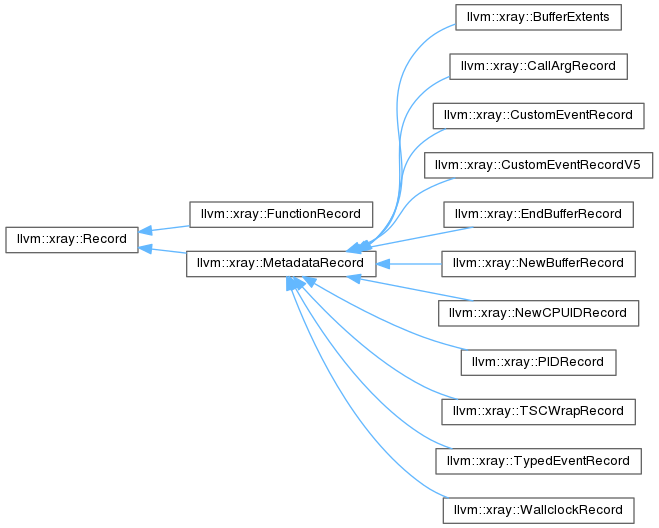 llvm::xray::BufferExtents
llvm::xray::CallArgRecord
llvm::xray::CustomEventRecord
llvm::xray::CustomEventRecordV5
llvm::xray::FunctionRecord
llvm::xray::EndBufferRecord
llvm::xray::Record
llvm::xray::MetadataRecord
llvm::xray::NewBufferRecord
llvm::xray::NewCPUIDRecord
llvm::xray::PIDRecord
llvm::xray::TSCWrapRecord
llvm::xray::TypedEventRecord
llvm::xray::WallclockRecord